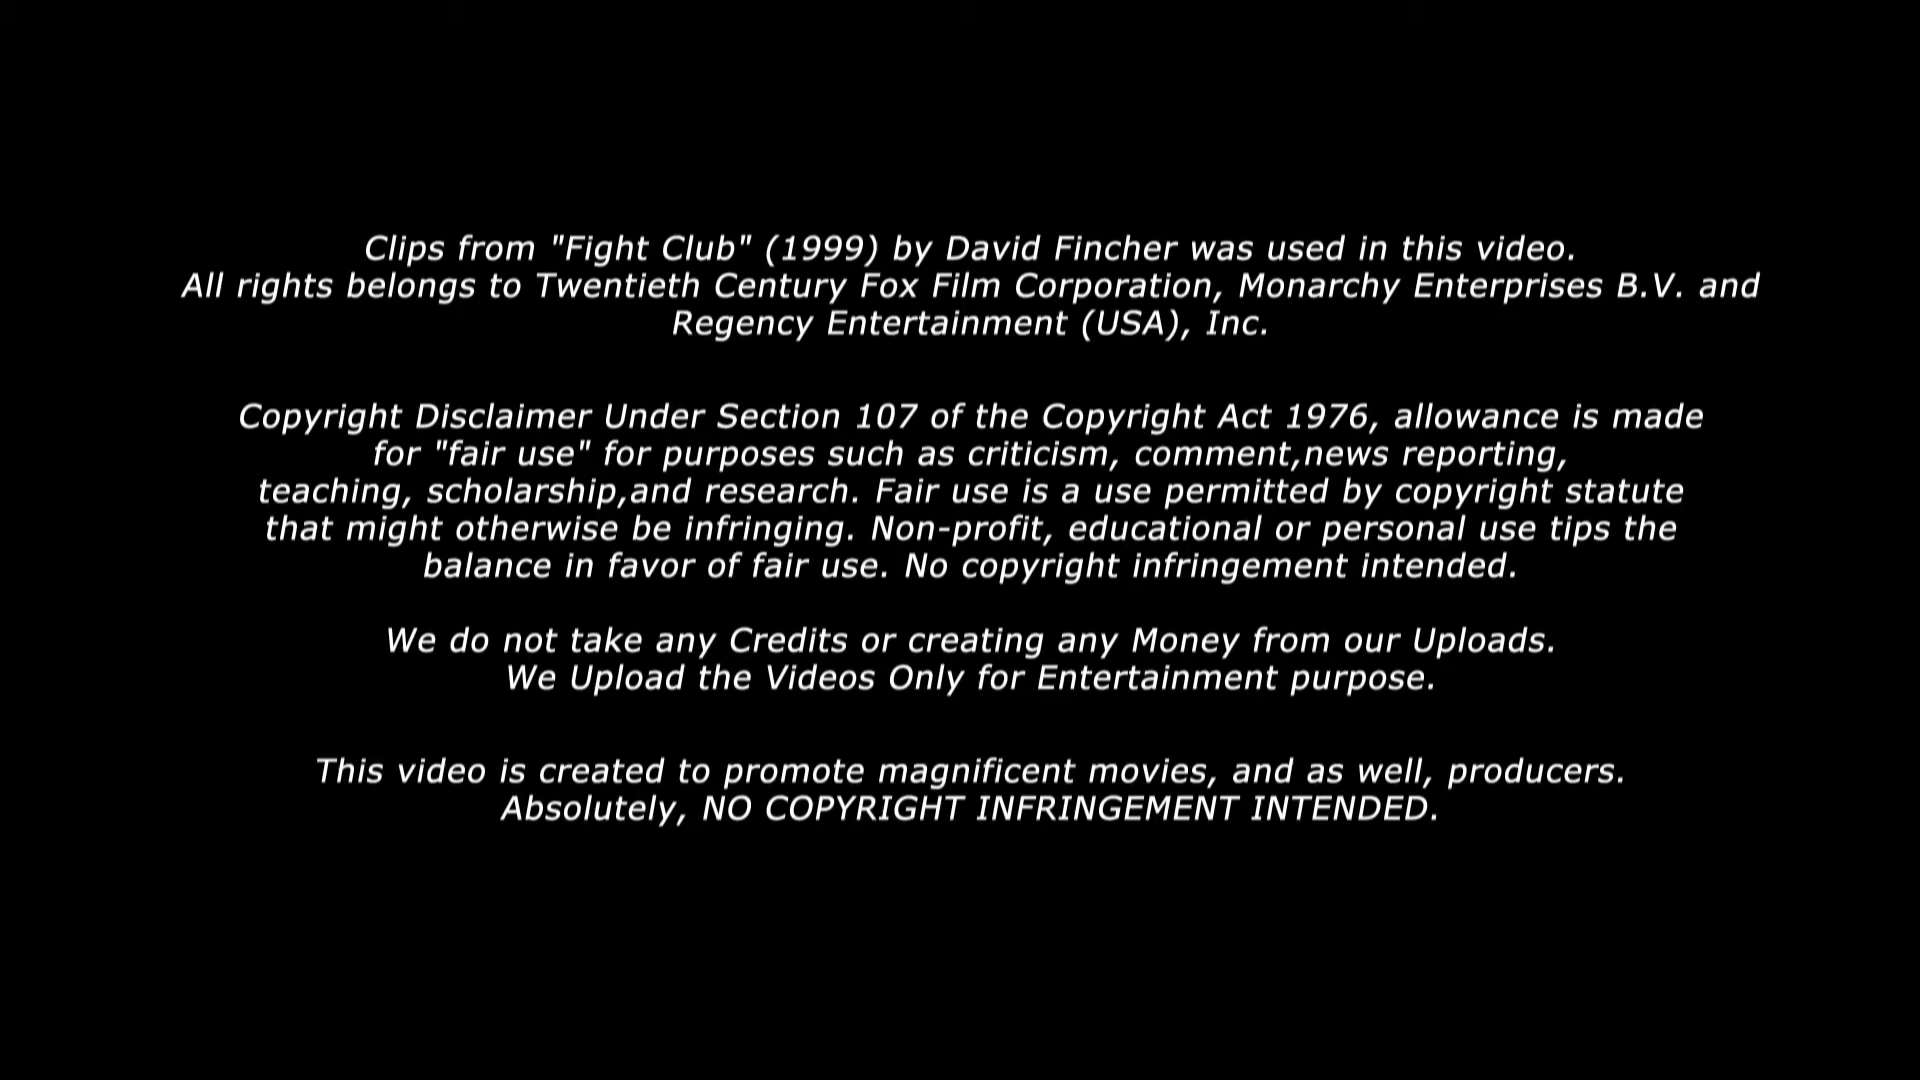 Clips from "Fight Club" (1999) by David Fincher was used in this video.
All rights belongs to Twentieth Century Fox Film Corporation, Monarchy Enterprises B.V. and
Regency Entertainment (USA), Inc.
Copyright Disclaimer Under Section 107 of the Copyright Act 1976, allowance is made
for "fair use" for purposes such as criticism, comment,news reporting,
teaching, scholarship,and research. Fair use is a use permitted by copyright statute
that might otherwise be infringing. Non-profit, educational or personal use tips the
balance in favor of fair use. No copyright infringement intended.
We do not take any Credits or creating any Money from our Uploads.
We Upload the Videos Only for Entertainment purpose.
This video is created to promote magnificent movies, and as well, producers.
Absolutely, NO COPYRIGHT INFRINGEMENT INTENDED.